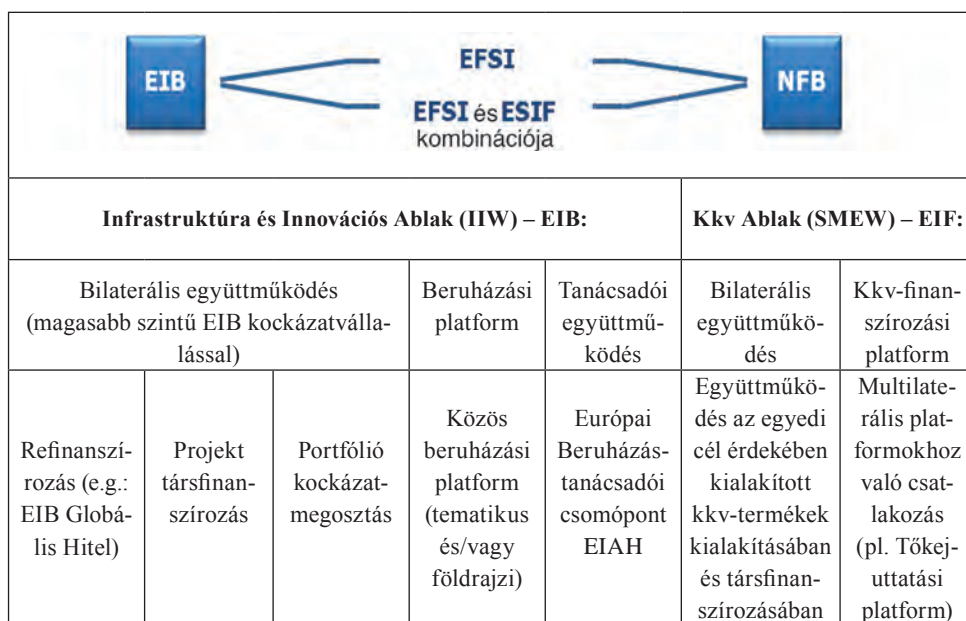 EIB
EFSI
NFB
EFSI és ESIF
kombinációja
Infrastruktúra és Innovációs Ablak (IIW) – EIB:
Kkv Ablak (SMEW) – EIF:
Bilaterális együttműködés
(magasabb szintű EIB kockázatválla-
lással)
Beruházási
platform
Tanácsadói
együttmű-
ködés
Bilaterális
együttműkö-
dés
Kkv-finan-
szírozási
platform
Refinanszí-
rozás (e.g.:
EIB Globá-
lis Hitel)
Projekt
társfinan-
szírozás
Portfólió
kockázat-
megosztás
Közös
beruházási
platform
(tematikus
és/vagy
földrajzi)
Európai
Beruházás-
tanácsadói
csomópont
EIAH
Együttműkö-
dés az egyedi
cél érdekében
kialakított
kkv-termékek
kialakításában
és társfinan-
szírozásában
Multilate-
rális plat-
formokhoz
való csat-
lakozás
(pl. Tőkej-
uttatási
platform)